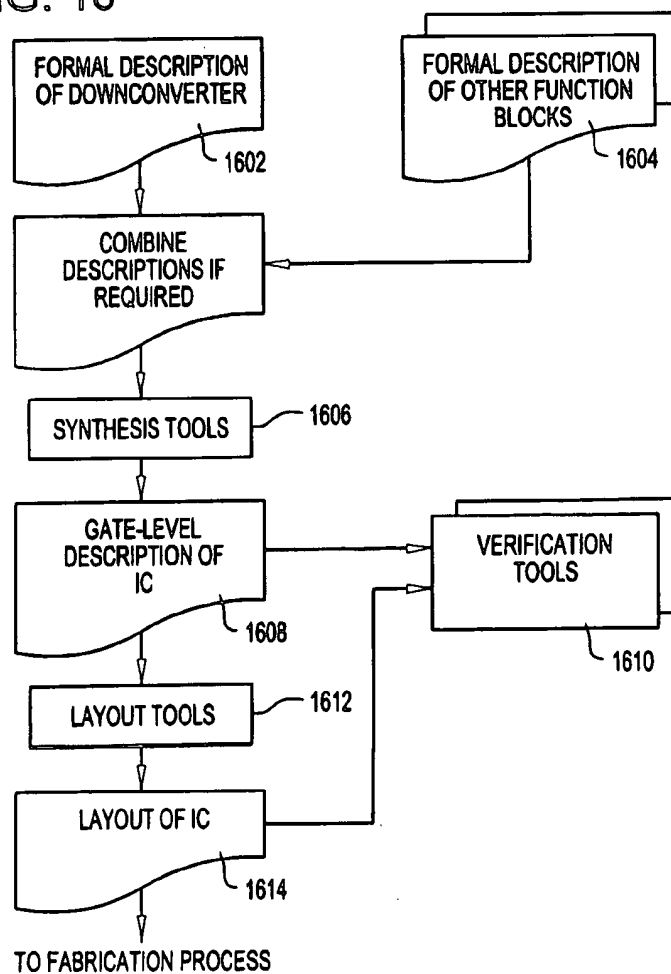 FIG. 16
FORMAL DESCRIPTION
OF DOWNCONVERTER
1602
FORMAL DESCRIPTION
OF OTHER FUNCTION
BLOCKS
1604
COMBINE
DESCRIPTIONS IF
REQUIRED
SYNTHESIS TOOLS
1606
GATE-LEVEL
DESCRIPTION OF
IC
1608
VERIFICATION
TOOLS
1610
LAYOUT TOOLS
1612
LAYOUT OF IC
1614
TO FABRICATION PROCESS